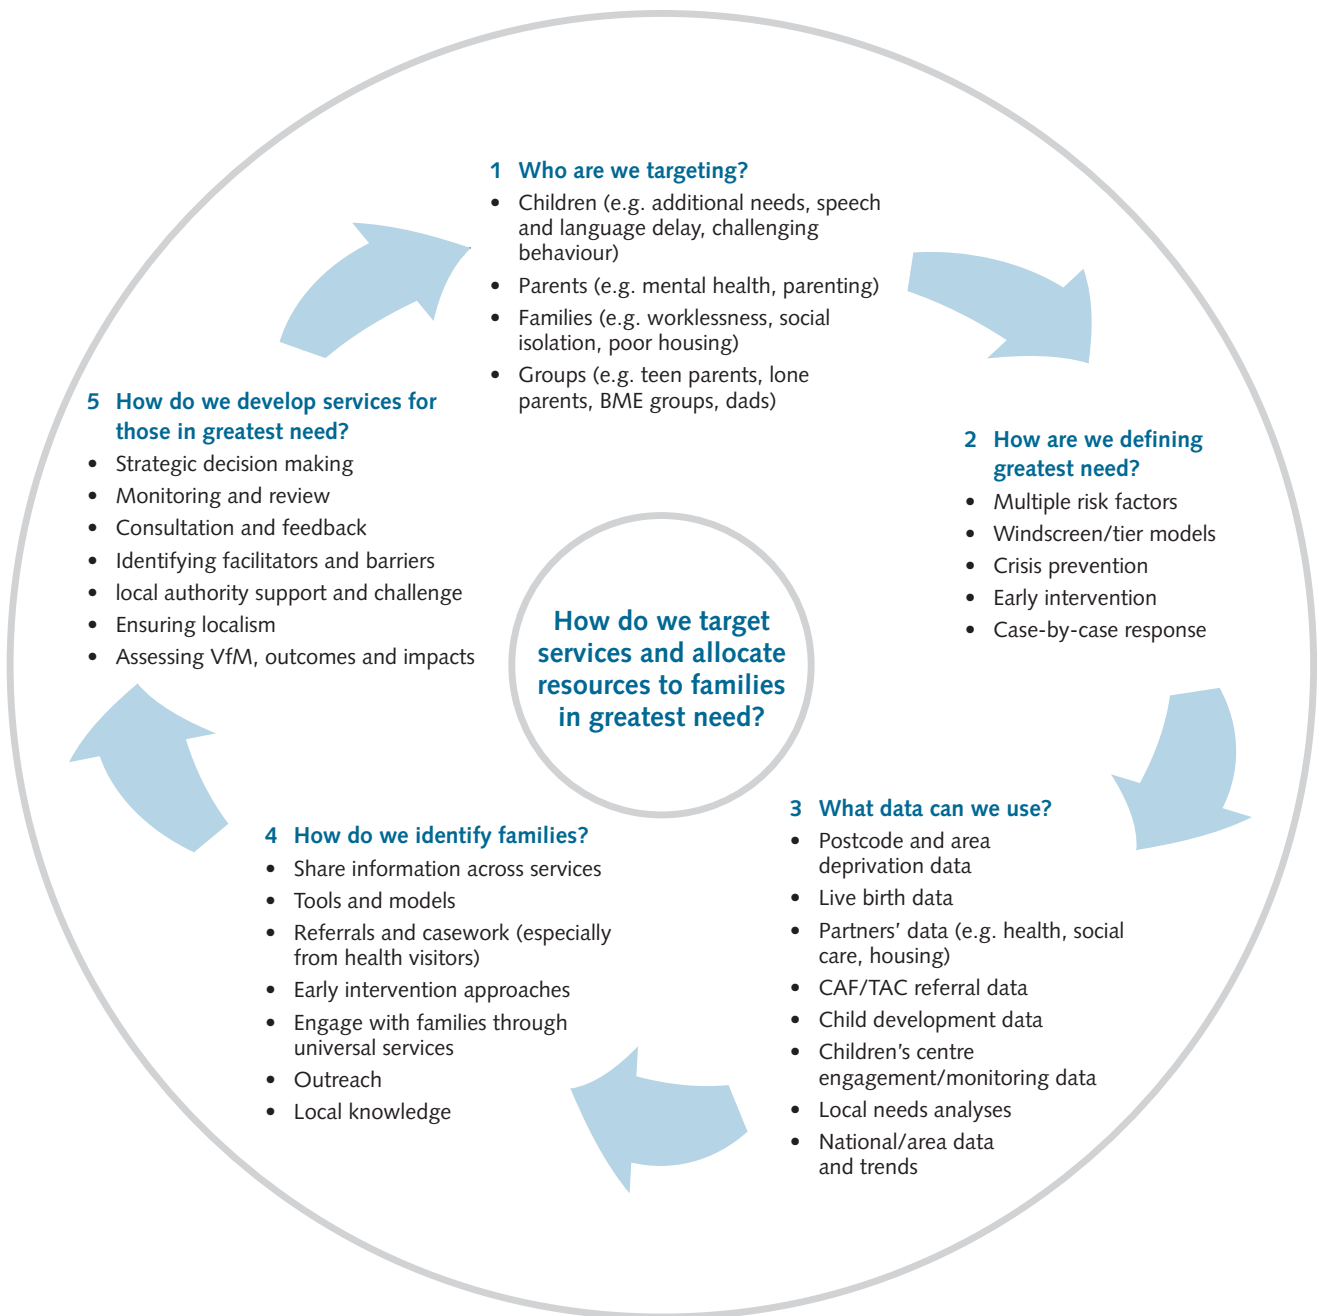 1 Who are we targeting?
• Children (e.g. additional needs, speech
and language delay, challenging
behaviour)
• Parents (e.g. mental health, parenting)
• Families (e.g. worklessness, social
isolation, poor housing)
• Groups (e.g. teen parents, lone
parents, BME groups, dads)
2 How are we defining
greatest need?
• Multiple risk factors
• Windscreen/tier models
• Crisis prevention
• Early intervention
• Case-by-case response
3 What data can we use?
• Postcode and area
deprivation data
• Live birth data
• Partners’ data (e.g. health, social
care, housing)
• CAF/TAC referral data
• Child development data
• Children’s centre
engagement/monitoring data
• Local needs analyses
• National/area data
and trends
4 How do we identify families?
• Share information across services
• Tools and models
• Referrals and casework (especially
from health visitors)
• Early intervention approaches
• Engage with families through
universal services
• Outreach
• Local knowledge
5 How do we develop services for
those in greatest need?
• Strategic decision making
• Monitoring and review
• Consultation and feedback
• Identifying facilitators and barriers
• local authority support and challenge
• Ensuring localism
• Assessing VfM, outcomes and impacts
How do we target
services and allocate
resources to families
in greatest need?